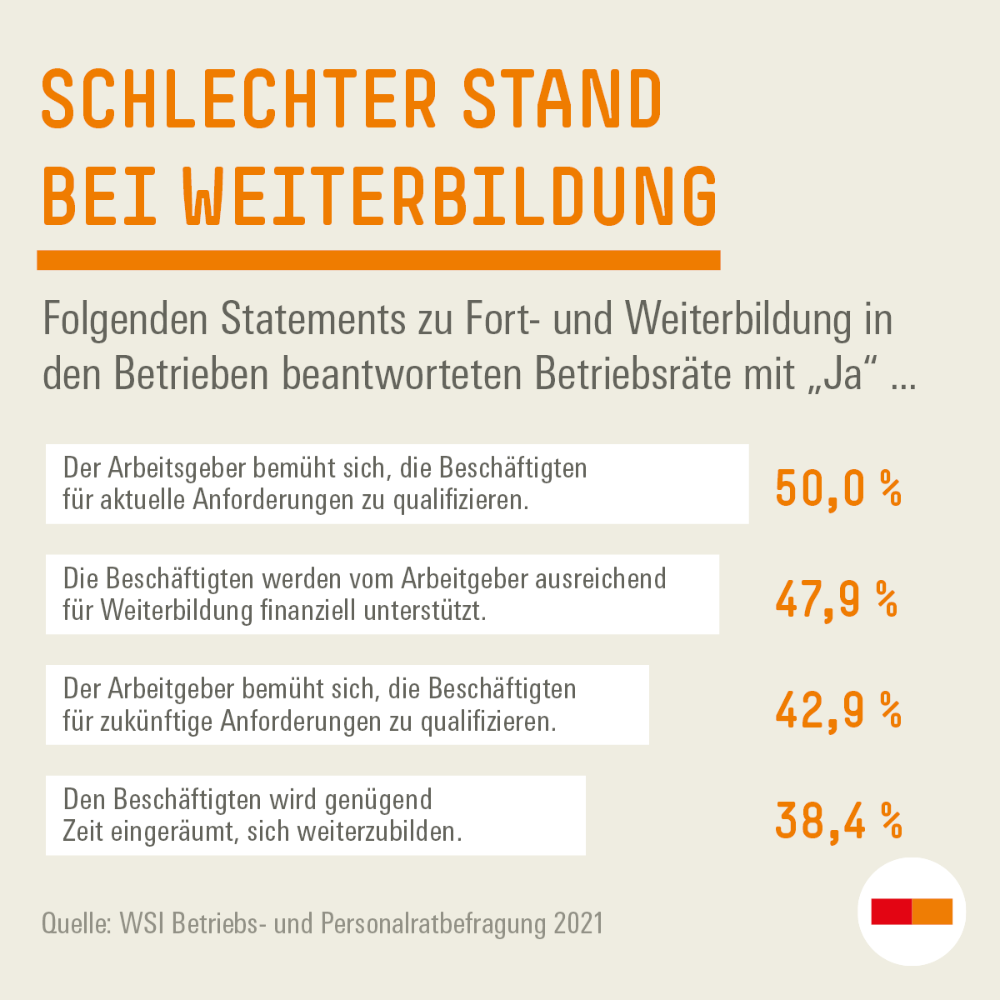 SCHLECHTER STAND
BEI WEITERBILDUNG
Folgenden Statements zu Fort- und Weiterbildung in
den Betrieben beantworteten Betriebsräte mit „Ja“ ...
Der Arbeitsgeber bemüht sich, die Beschäftigten
für aktuelle Anforderungen zu qualifizieren.
50,0 %
Die Beschäftigten werden vom Arbeitgeber ausreichend
für Weiterbildung finanziell unterstützt.
47,9 %
Der Arbeitgeber bemüht sich, die Beschäftigten
für zukünftige Anforderungen zu qualifizieren.
42,9 %
Den Beschäftigten wird genügend
Zeit eingeräumt, sich weiterzubilden.
38,4 %
Quelle: WSI Betriebs- und Personalratbefragung 2021